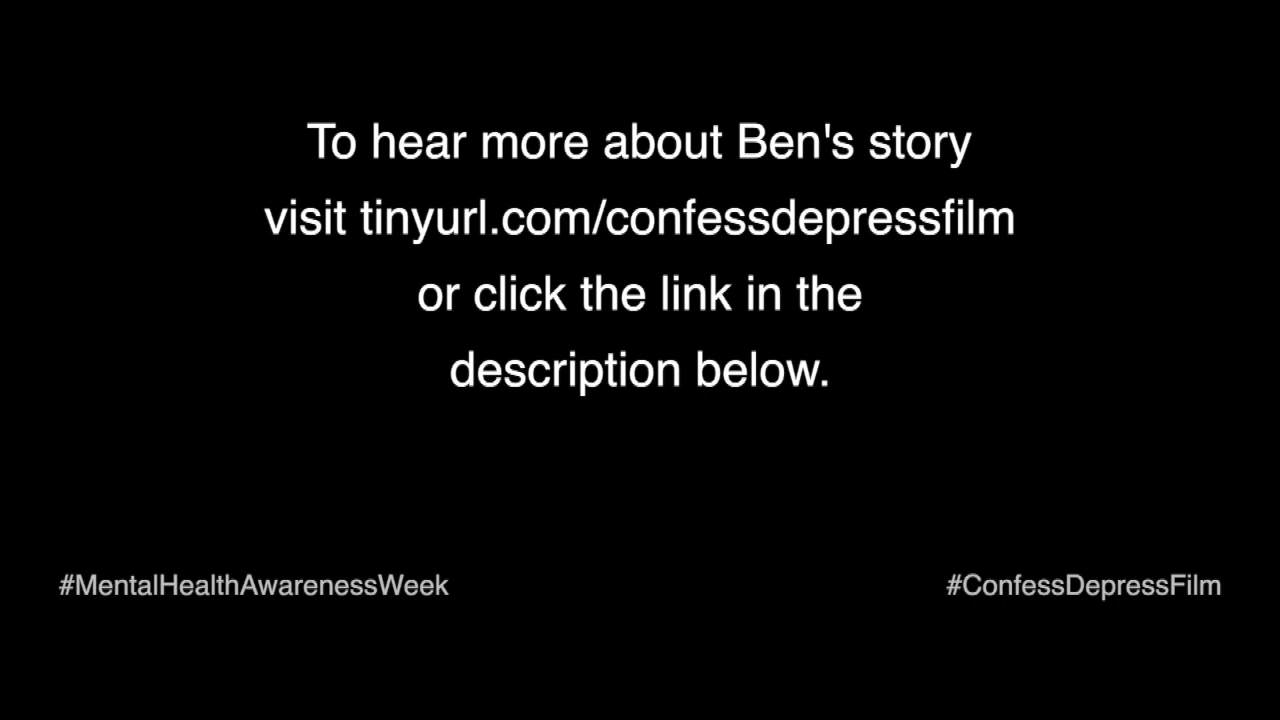 To hear more about Ben's story
visit tinyurl.com/confessdepressfilm
or click the link in the
description below.
#MentalHealthAwarenessWeek
#ConfessDepressFilm